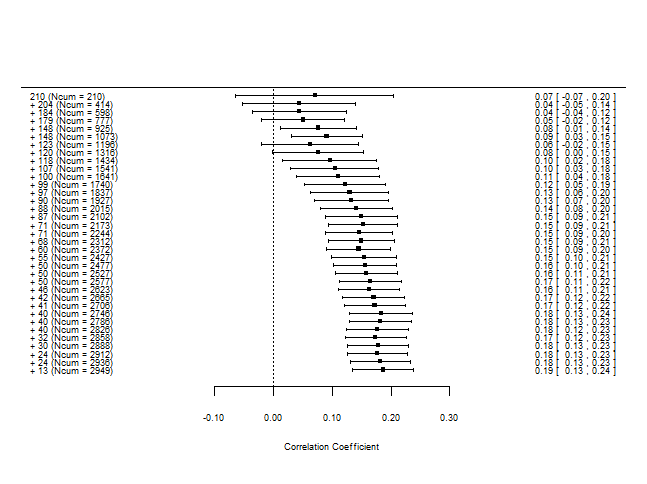 210 (Ncum = 210) 0.07 [ -0.07 , 0.20 ]
+ 204 (Ncum = 414) 0.04 [ -0.05 , 0.14 ]
+ 184 (Ncum = 598) 0.04 [ -0.04 , 0.12 ]
+ 179 (Ncum = 777) 0.05 [ -0.02 , 0.12 ]
+ 148 (Ncum = 925) 0.08 [ 0.01 , 0.14 ]
+ 148 (Ncum = 1073) 0.09 [ 0.03 , 0.15 ]
+ 123 (Ncum = 1196) 0.06 [ -0.02 , 0.15 ]
+ 120 (Ncum = 1316) 0.08 [ 0.00 , 0.15 ]
+ 118 (Ncum = 1434) 0.10 [ 0.02 , 0.18 ]
+ 107 (Ncum = 1541) 0.10 [ 0.03 , 0.18 ]
+ 100 (Ncum = 1641) 0.11 [ 0.04 , 0.18 ]
+ 99 (Ncum = 1740) 0.12 [ 0.05 , 0.19 ]
+ 97 (Ncum = 1837) 0.13 [ 0.06 , 0.20 ]
+ 90 (Ncum = 1927) 0.13 [ 0.07 , 0.20 ]
+ 88 (Ncum = 2015) 0.14 [ 0.08 , 0.20 ]
+ 87 (Ncum = 2102) 0.15 [ 0.09 , 0.21 ]
+ 71 (Ncum = 2173) 0.15 [ 0.09 , 0.21 ]
+ 71 (Ncum = 2244) 0.15 [ 0.09 , 0.20 ]
+ 68 (Ncum = 2312) 0.15 [ 0.09 , 0.21 ]
+ 60 (Ncum = 2372) 0.15 [ 0.09 , 0.20 ]
+ 55 (Ncum = 2427) 0.15 [ 0.10 , 0.21 ]
+ 50 (Ncum = 2477) 0.16 [ 0.10 , 0.21 ]
+ 50 (Ncum = 2527) 0.16 [ 0.11 , 0.21 ]
+ 50 (Ncum = 2577) 0.17 [ 0.11 , 0.22 ]
+ 46 (Ncum = 2623) 0.16 [ 0.11 , 0.21 ]
+ 42 (Ncum = 2665) 0.17 [ 0.12 , 0.22 ]
+ 41 (Ncum = 2706) 0.17 [ 0.12 , 0.22 ]
+ 40 (Ncum = 2746) 0.18 [ 0.13 , 0.24 ]
+ 40 (Ncum = 2786) 0.18 [ 0.13 , 0.23 ]
+ 40 (Ncum = 2826) 0.18 [ 0.12 , 0.23 ]
+ 32 (Ncum = 2858) 0.17 [ 0.12 , 0.23 ]
+ 30 (Ncum = 2888) 0.18 [ 0.13 , 0.23 ]
+ 24 (Ncum = 2912) 0.18 [ 0.13 , 0.23 ]
+ 24 (Ncum = 2936) 0.18 [ 0.13 , 0.23 ]
+ 13 (Ncum = 2949) 0.19 [ 0.13 , 0.24 ]
-0.10 0.00 0.10 0.20 0.30
Correlation Coefficient